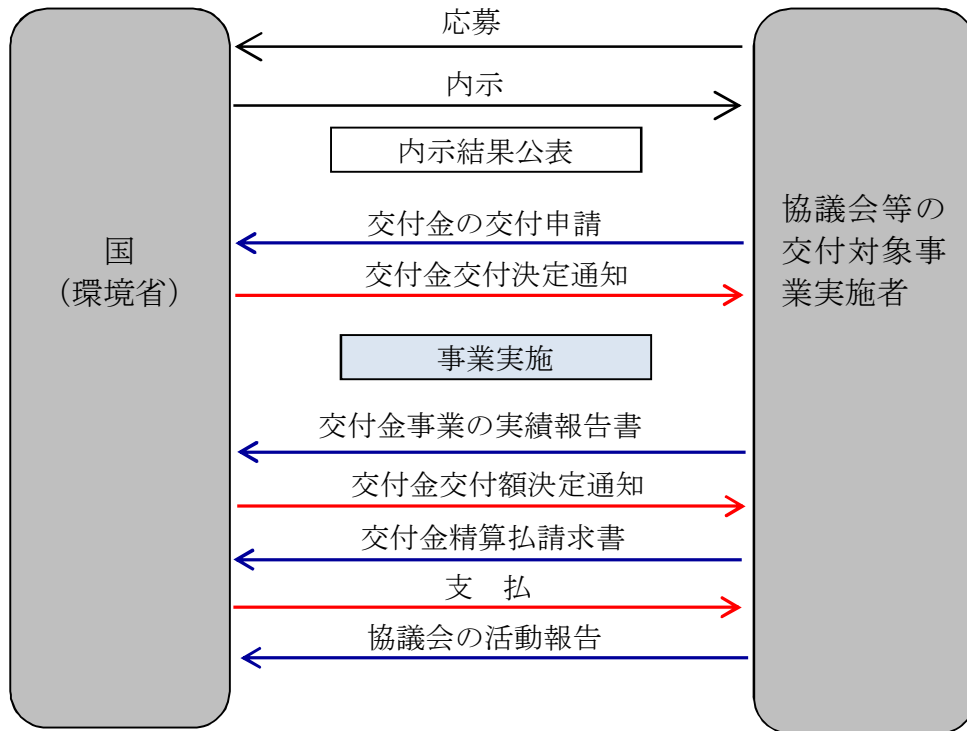 応募
内示
内示結果公表
国
（環境省）
協議会等の
交付対象事
業実施者
交付金の交付申請
交付金交付決定通知
事業実施
交付金事業の実績報告書
交付金交付額決定通知
交付金精算払請求書
支　払
協議会の活動報告